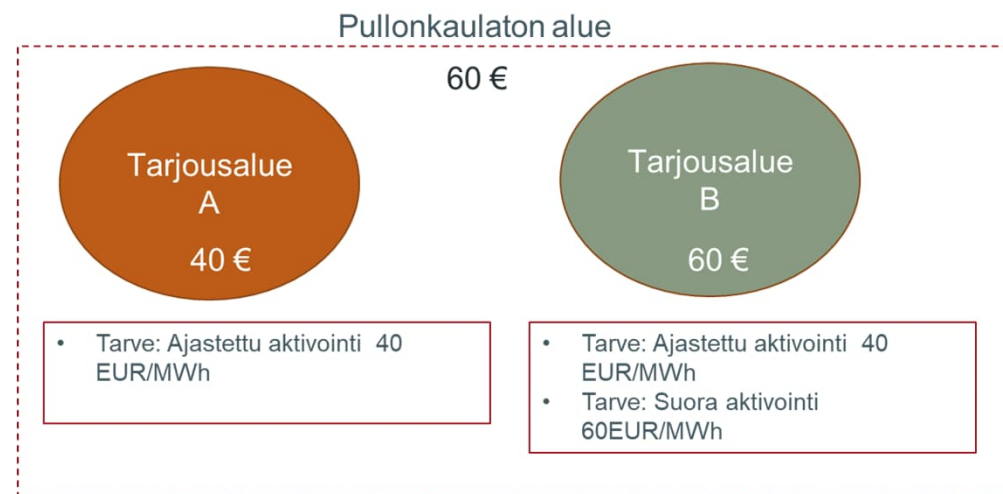 Pullonkaulaton alue
60 €
Tarjousalue
A
40 €
Tarjousalue
B
60 €
• Tarve: Ajastettu aktivointi 40
EUR/MWh
• Tarve: Ajastettu aktivointi 40
EUR/MWh
• Tarve: Suora aktivointi
60EUR/MWh